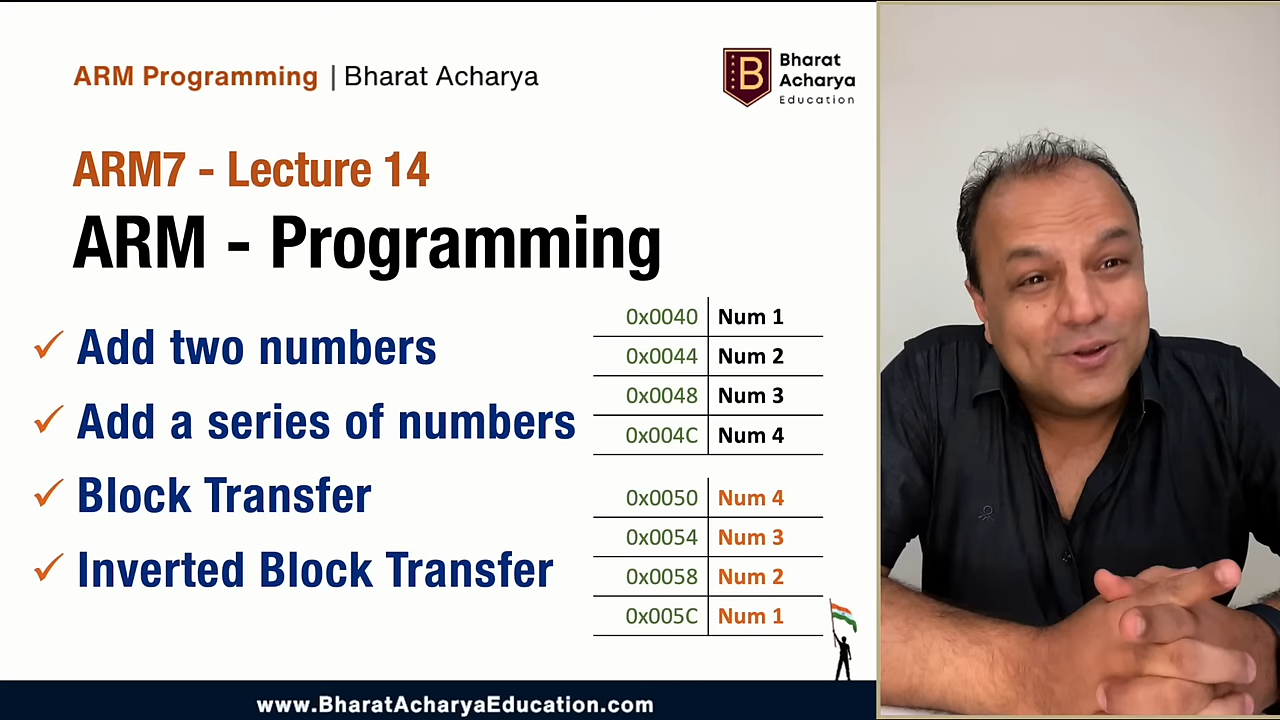 ARM Programming | Bharat Acharya
B
Bharat
Acharya
Education
ARM7 - Lecture 14
ARM - Programming
Add two numbers
Add a series of numbers
Block Transfer
Inverted Block Transfer
0x0040 Num 1
0x0044 Num 2
0x0048 Num 3
0x004C Num 4
0x0050 Num 4
0x0054 Num 3
0x0058 Num 2
0x005C Num 1
www.BharatAcharyaEducation.com